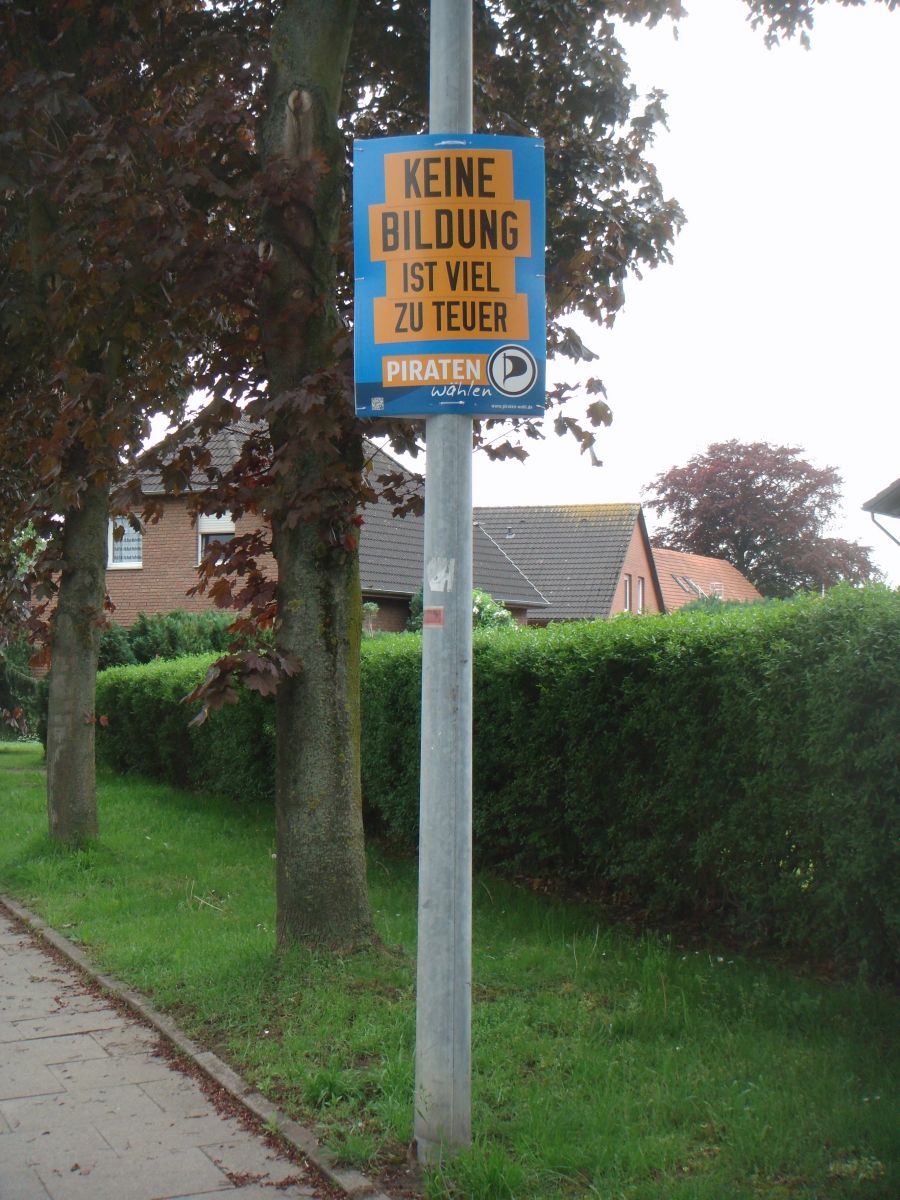 KEINE
BILDUNG
IST VIEL
ZU TEUER
PIRATEN
wählen